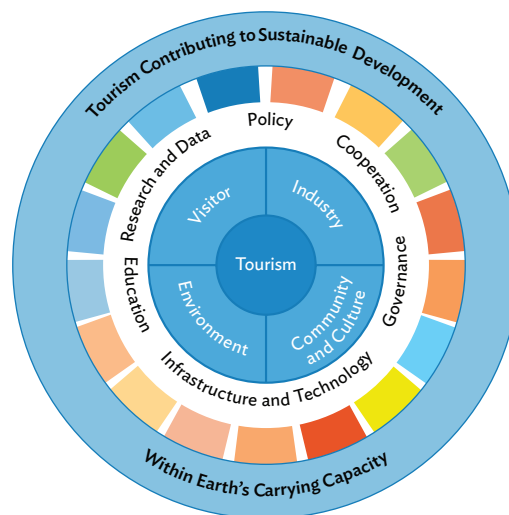 Tourism Contributing to Sustainable Development
Policy
Research and Data
Cooperation
Visitor
Industry
Tourism
Education
Governance
Environment
Community
and Culture
Infrastructure and Technology
Within Earth's Carrying Capacity